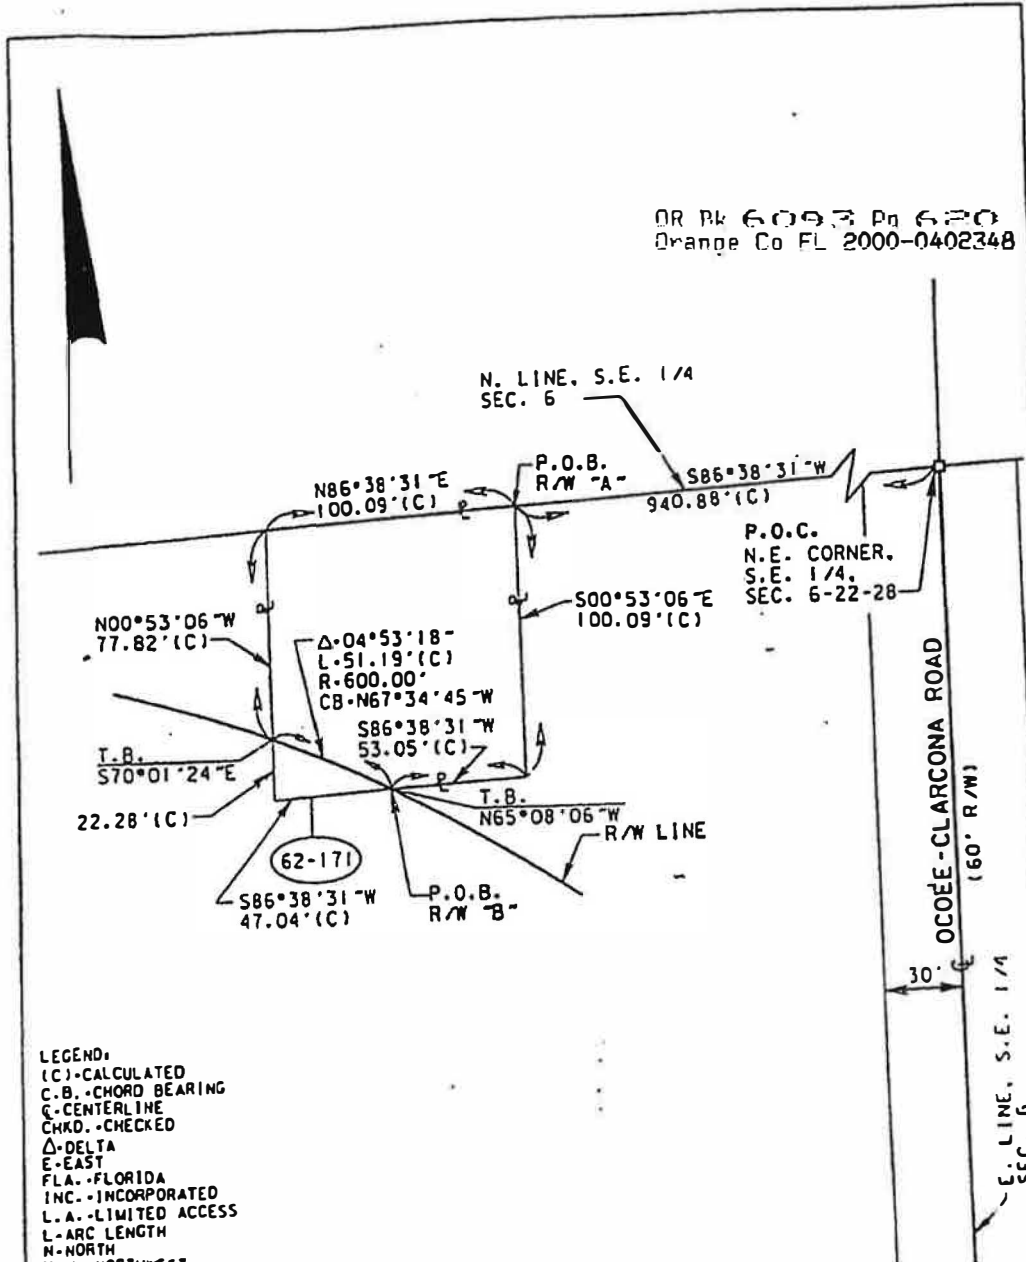 OR Bk 6093 Pg 620
Orange Co FL 2000-0402348
N. LINE, S.E. 1/4
SEC. 6
P.O.B.
R/W "A"
S86°38'31"W
940.88'(C)
N86°38'31"E
100.09'(C)
P.O.C.
N.E. CORNER,
S.E. 1/4,
SEC. 6-22-28
N00°53'06"W
77.82'(C)
S00°53'06"E
100.09'(C)
Δ=04°53'18"
L=51.19'(C)
R=600.00'
CB=N67°34'45"W
S86°38'31"W
53.05'(C)
T.B.
S70°01'24"E
T.B.
N65°08'06"W
22.28'(C)
R/W LINE
62-171
S86°38'31"W
47.04'(C)
P.O.B.
R/W "B"
OCOEE-CLARCONA ROAD
(60' R/W)
30'
E. LINE, S.E. 1/4
LEGEND:
(C)=CALCULATED
C.B.=CHORD BEARING
℄=CENTERLINE
CHKD.=CHECKED
Δ=DELTA
E=EAST
FLA.=FLORIDA
INC.=INCORPORATED
L.A.=LIMITED ACCESS
L=ARC LENGTH
N=NORTH